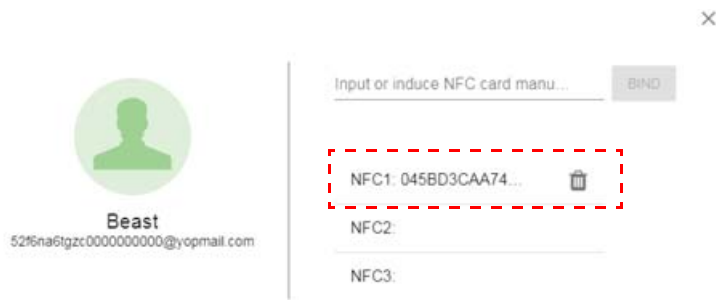 Input or induce NFC card manu...
BIND
NFC1: 045BD3CAA74...
Beast
52f6na6tgzc0000000000@yopmail.com
NFC2:
NFC3: